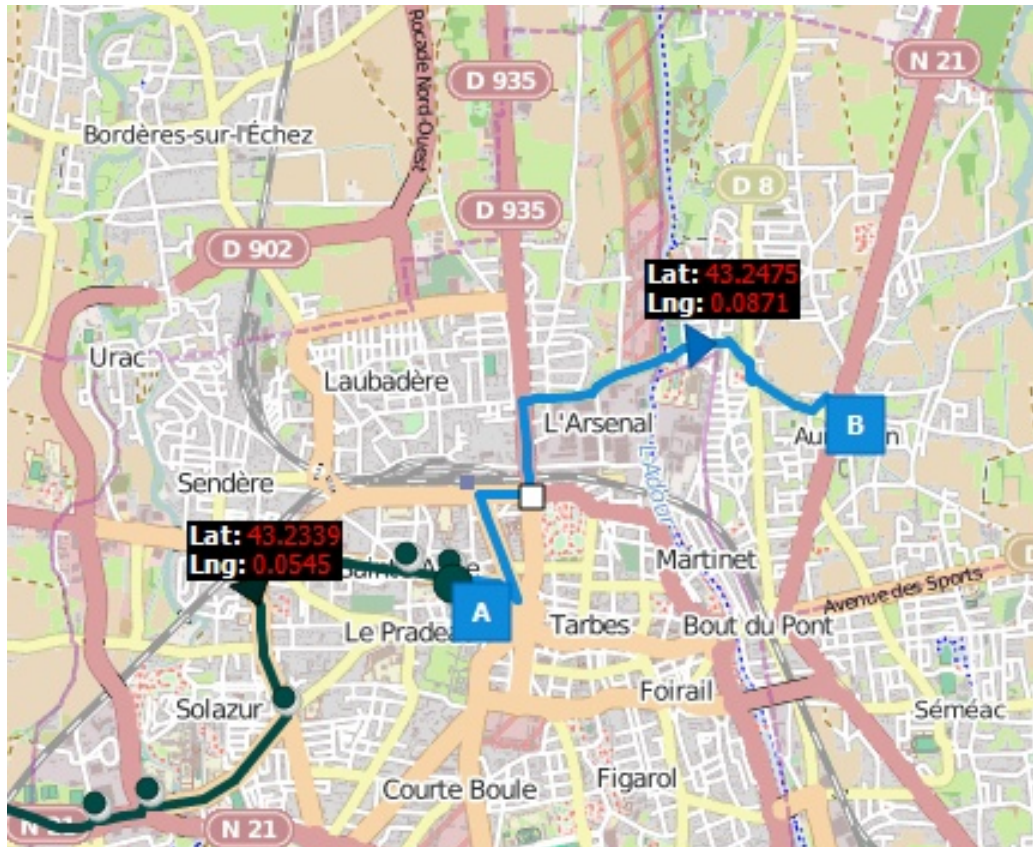 Rocade Nord-Ouest
N 21
D 935
Bordères-sur-l'Échez
D 8
D 935
D 902
Lat: 43.2475
Lng: 0.0871
Urac
Laubadère
L'Arsenal
B
Sendère
L'Adour
Lat: 43.2339
Lng: 0.0545
Martinet
Avenue des Sports
A
Le Pradea
Tarbes
Bout du Pont
Foirail
Solazur
Séméac
Figarol
Courte Boule
N 21
N 21